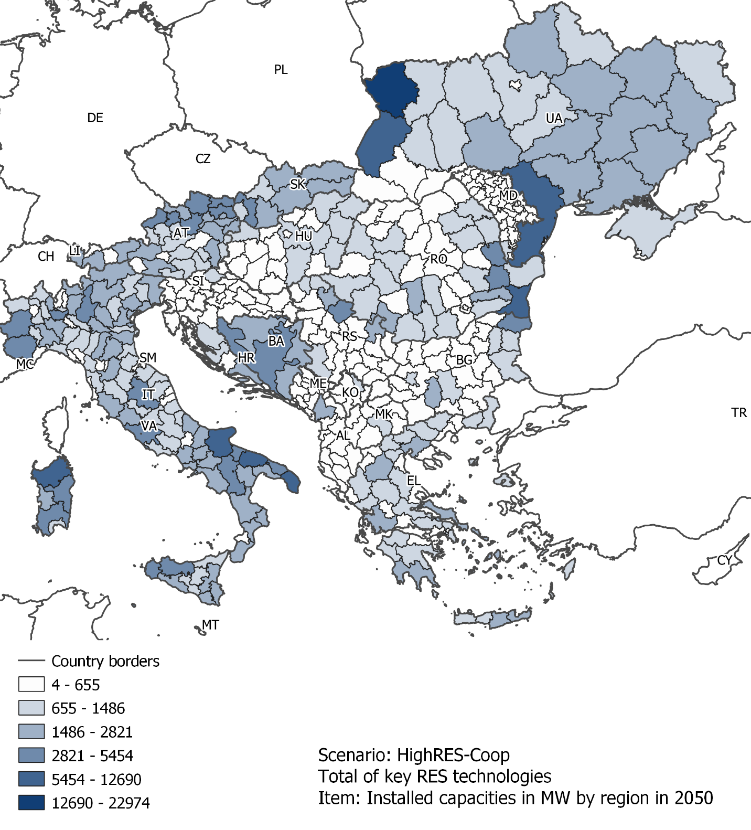 PL
DE
UA
CZ
SK
MD
AT
HU
LI
CH
RO
SI
BA
RS
HR
BG
SM
MC
ME
KO
IT
TR
MK
VA
AL
EL
CY
MT
Country borders
4 - 655
655 - 1486
1486 - 2821
2821 - 5454
5454 - 12690
12690 - 22974
Scenario: HighRES-Coop
Total of key RES technologies
Item: Installed capacities in MW by region in 2050